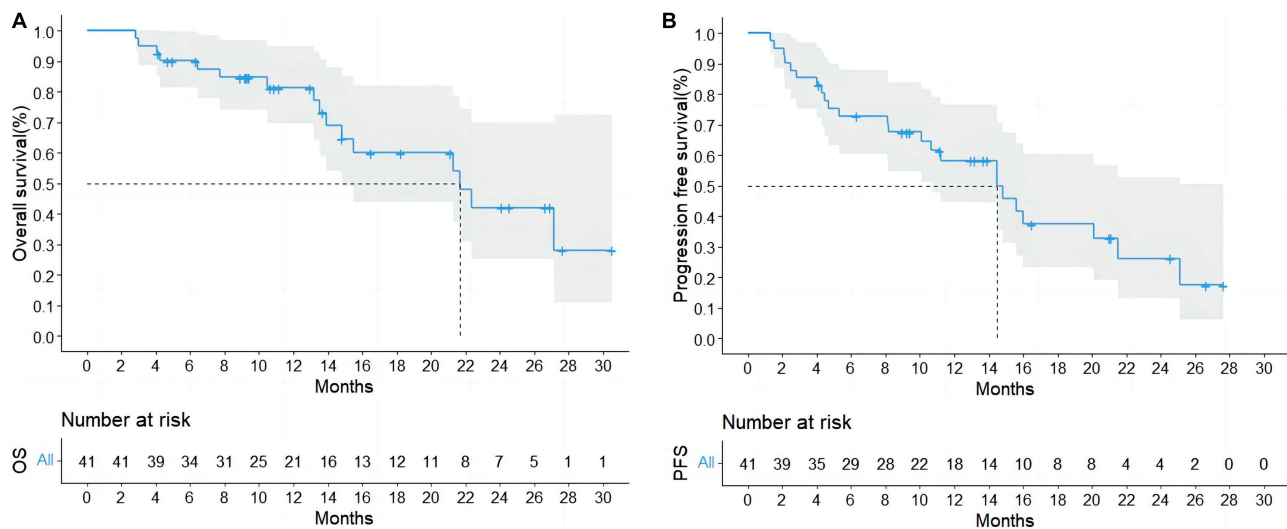 A
Overall survival(%)
1.0
0.9
0.8
0.7
0.6
0.5
0.4
0.3
0.2
0.1
0.0
0 2 4 6 8 10 12 14 16 18 20 22 24 26 28 30
Months
Number at risk
OS
All 41 41 39 34 31 25 21 16 13 12 11 8 7 5 1 1
0 2 4 6 8 10 12 14 16 18 20 22 24 26 28 30
Months
B
Progression free survival(%)
1.0
0.9
0.8
0.7
0.6
0.5
0.4
0.3
0.2
0.1
0.0
0 2 4 6 8 10 12 14 16 18 20 22 24 26 28 30
Months
Number at risk
PFS
All 41 39 35 29 28 22 18 14 10 8 8 4 4 2 0 0
0 2 4 6 8 10 12 14 16 18 20 22 24 26 28 30
Months